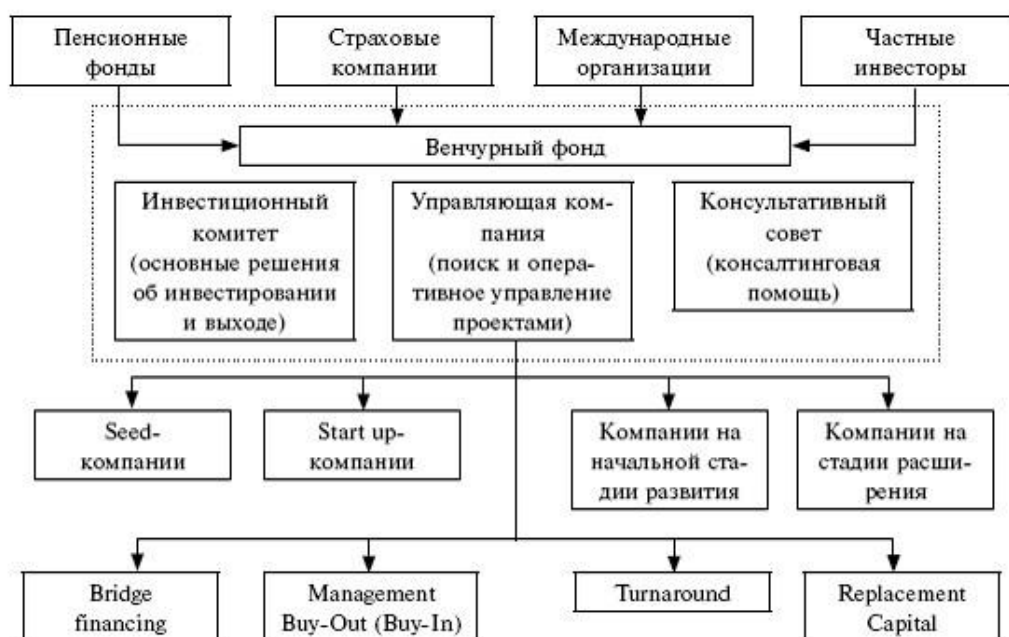 Пенсионные
фонды
Страховые
компании
Международные
организации
Частные
инвесторы
Венчурный фонд
Инвестиционный
комитет
(основные решения
об инвестировании
и выходе)
Управляющая ком-
пания
(поиск и опера-
тивное управление
проектами)
Консультативный
совет
(консалтинговая
помощь)
Seed-
компании
Start up-
компании
Компании на
начальной ста-
дии развития
Компании на
стадии расши-
рения
Bridge
financing
Management
Buy-Out (Buy-In)
Turnaround
Replacement
Capital